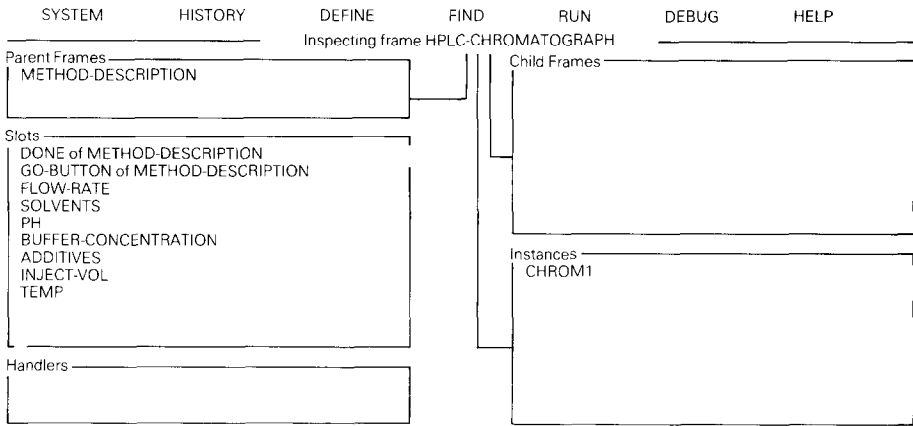 SYSTEM HISTORY DEFINE FIND RUN DEBUG HELP
Inspecting frame HPLC-CHROMATOGRAPH
Parent Frames
METHOD-DESCRIPTION
Slots
DONE of METHOD-DESCRIPTION
GO-BUTTON of METHOD-DESCRIPTION
FLOW-RATE
SOLVENTS
PH
BUFFER-CONCENTRATION
ADDITIVES
INJECT-VOL
TEMP
Handlers
Child Frames
Instances
CHROM1